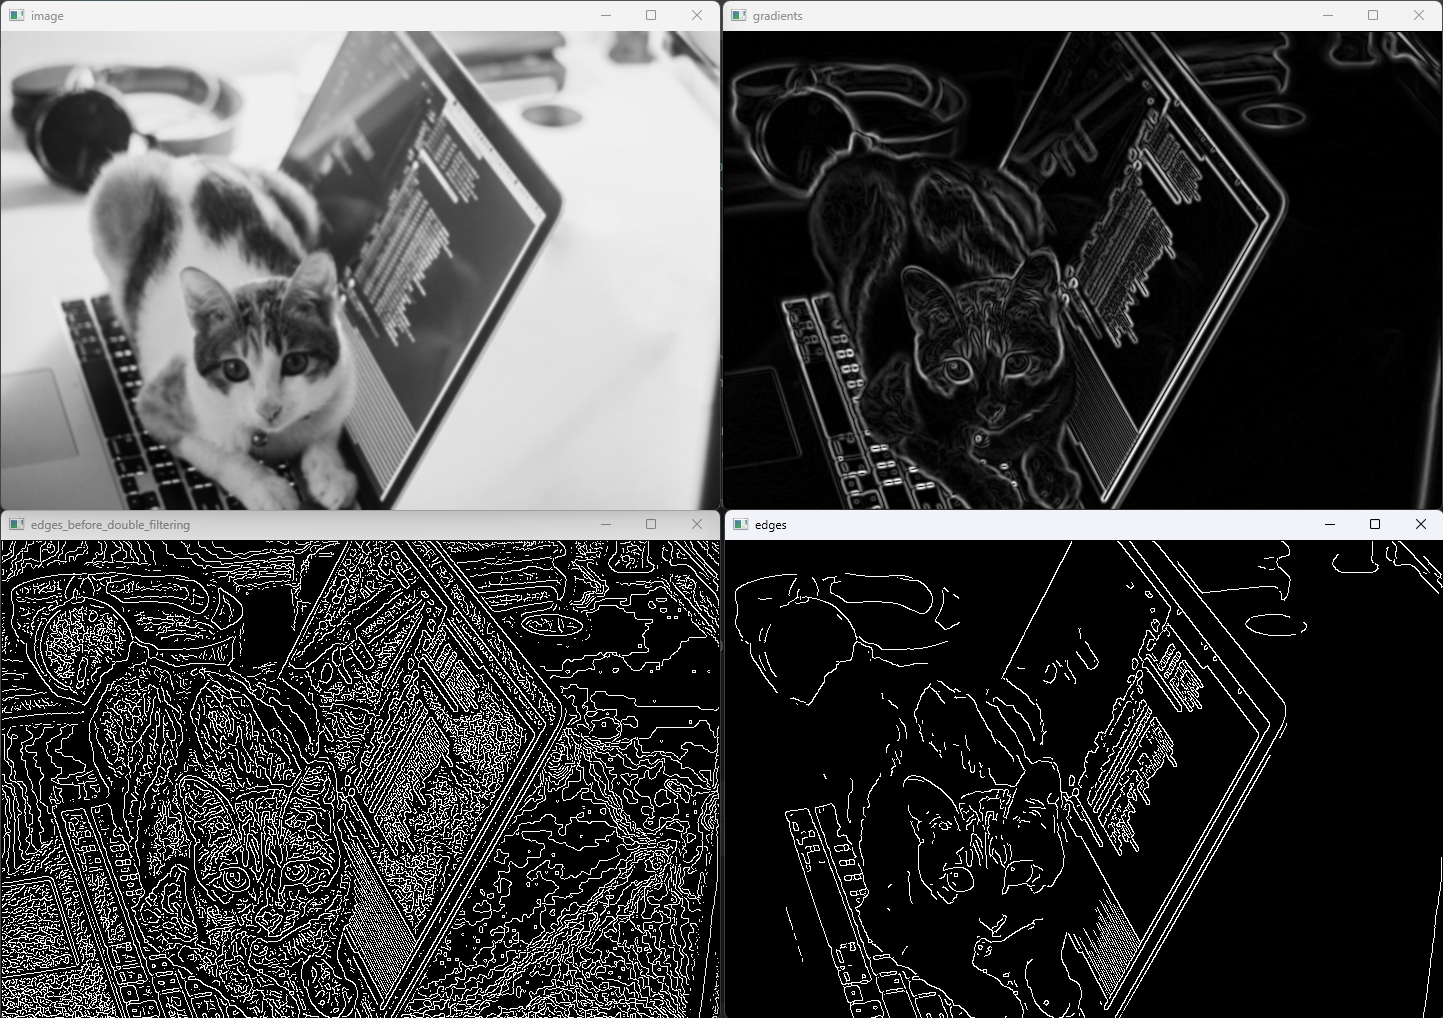 image
gradients
edges_before_double_filtering
edges